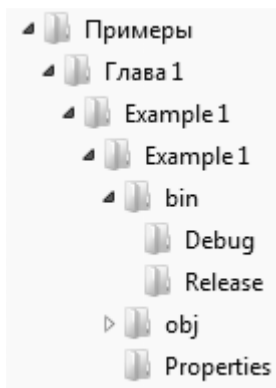 Примеры
Глава 1
Example 1
Example 1
bin
Debug
Release
obj
Properties